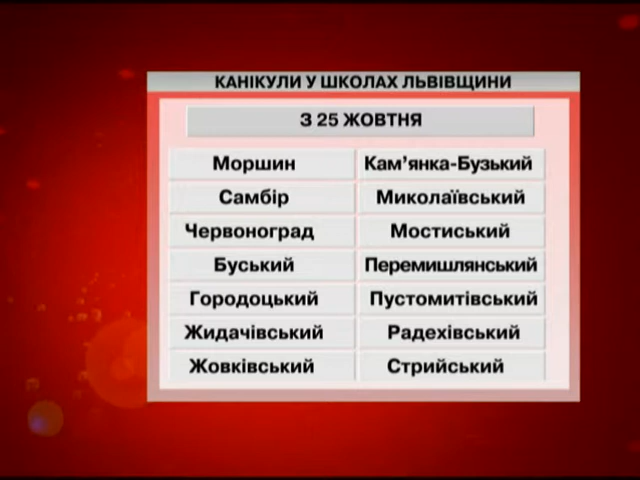 КАНІКУЛИ У ШКОЛАХ ЛЬВІВЩИНИ
З 25 ЖОВТНЯ
Моршин Кам’янка-Бузький
Самбір Миколаївський
Червоноград Мостиський
Буський Перемишлянський
Городоцький Пустомитівський
Жидачівський Радехівський
Жовківський Стрийський